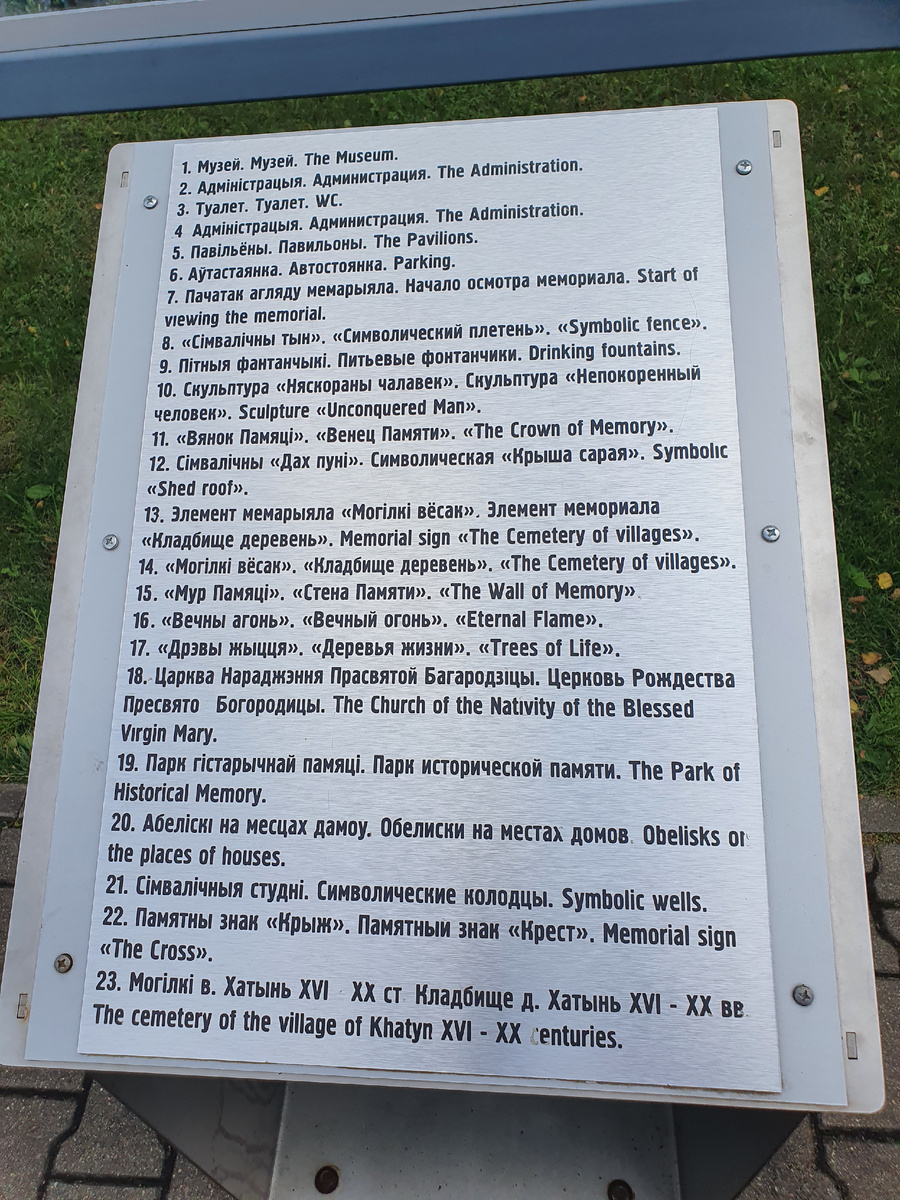 1. Музей. Музей. The Museum.
2. Адміністрацыя. Администрация. The Administration.
3. Туалет. Туалет. WC.
4 Адміністрацыя. Администрация. The Administration.
5. Павільёны. Павильоны. The Pavilions.
6. Аўтастаянка. Автостоянка. Parking.
7. Пачатак агляду мемарыяла. Начало осмотра мемориала. Start of
viewing the memorial.
8. «Сімвалічны тын». «Символический плетень». «Symbolic fence».
9. Пітныя фантанчыкі. Питьевые фонтанчики. Drinking fountains.
10. Скульптура «Няскораны чалавек». Скульптура «Непокоренный
человек». Sculpture «Unconquered Man».
11. «Вянок Памяці». «Венец Памяти». «The Crown of Memory».
12. Сімвалічны «Дах пуні». Символическая «Крыша сарая». Symbolic
«Shed roof».
13. Элемент мемарыяла «Могілкі вёсак». Элемент мемориала
«Кладбище деревень». Memorial sign «The Cemetery of villages».
14. «Могілкі вёсак». «Кладбище деревень». «The Cemetery of villages».
15. «Мур Памяці». «Стена Памяти». «The Wall of Memory»
16. «Вечны агонь». «Вечный огонь». «Eternal Flame».
17. «Дрэвы жыцця». «Деревья жизни». «Trees of Life».
18. Царква Нараджэння Прасвятой Багародзіцы. Церковь Рождества
Пресвято Богородицы. The Church of the Nativity of the Blessed
Virgin Mary.
19. Парк гістарычнай памяці. Парк исторической памяти. The Park of
Historical Memory.
20. Абеліскі на месцах дамоу. Обелиски на местах домов. Obelisks on
the places of houses.
21. Сімвалічныя студні. Символические колодцы. Symbolic wells.
22. Памятны знак «Крыж». Памятный знак «Крест». Memorial sign
«The Cross».
23. Могілкі в. Хатынь XVI XX ст Кладбище д. Хатынь XVI - XX вв.
The cemetery of the village of Khatyn XVI - XX centuries.